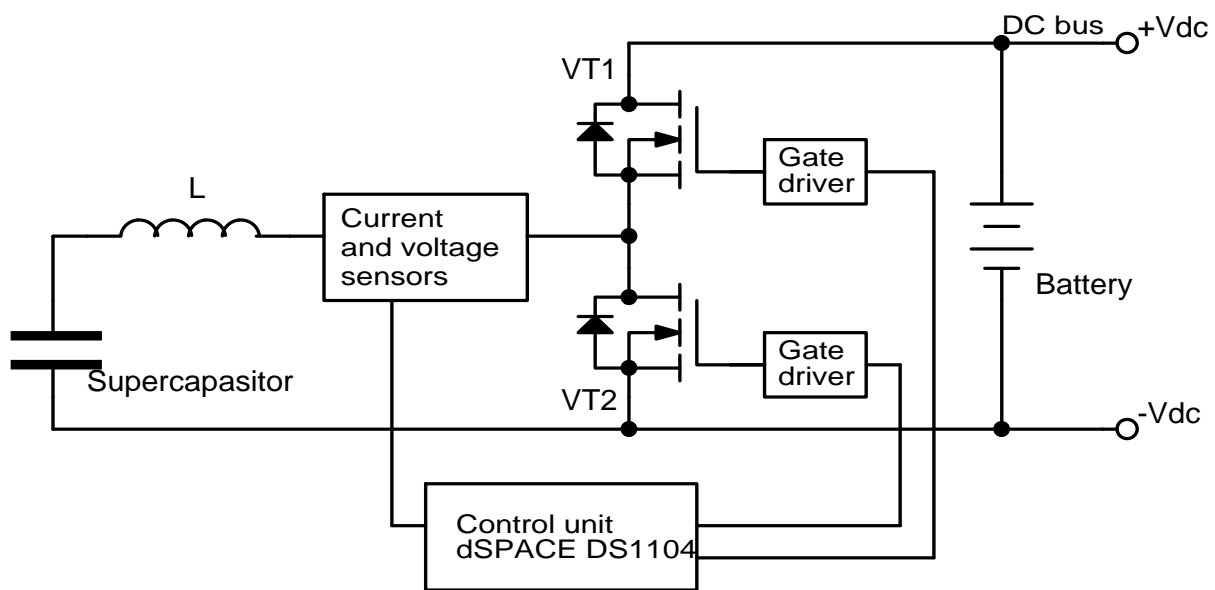 DC bus
+Vdc
VT1
Gate
driver
L
Current
and voltage
sensors
Battery
Supercapasitor
Gate
driver
VT2
-Vdc
Control unit
dSPACE DS1104